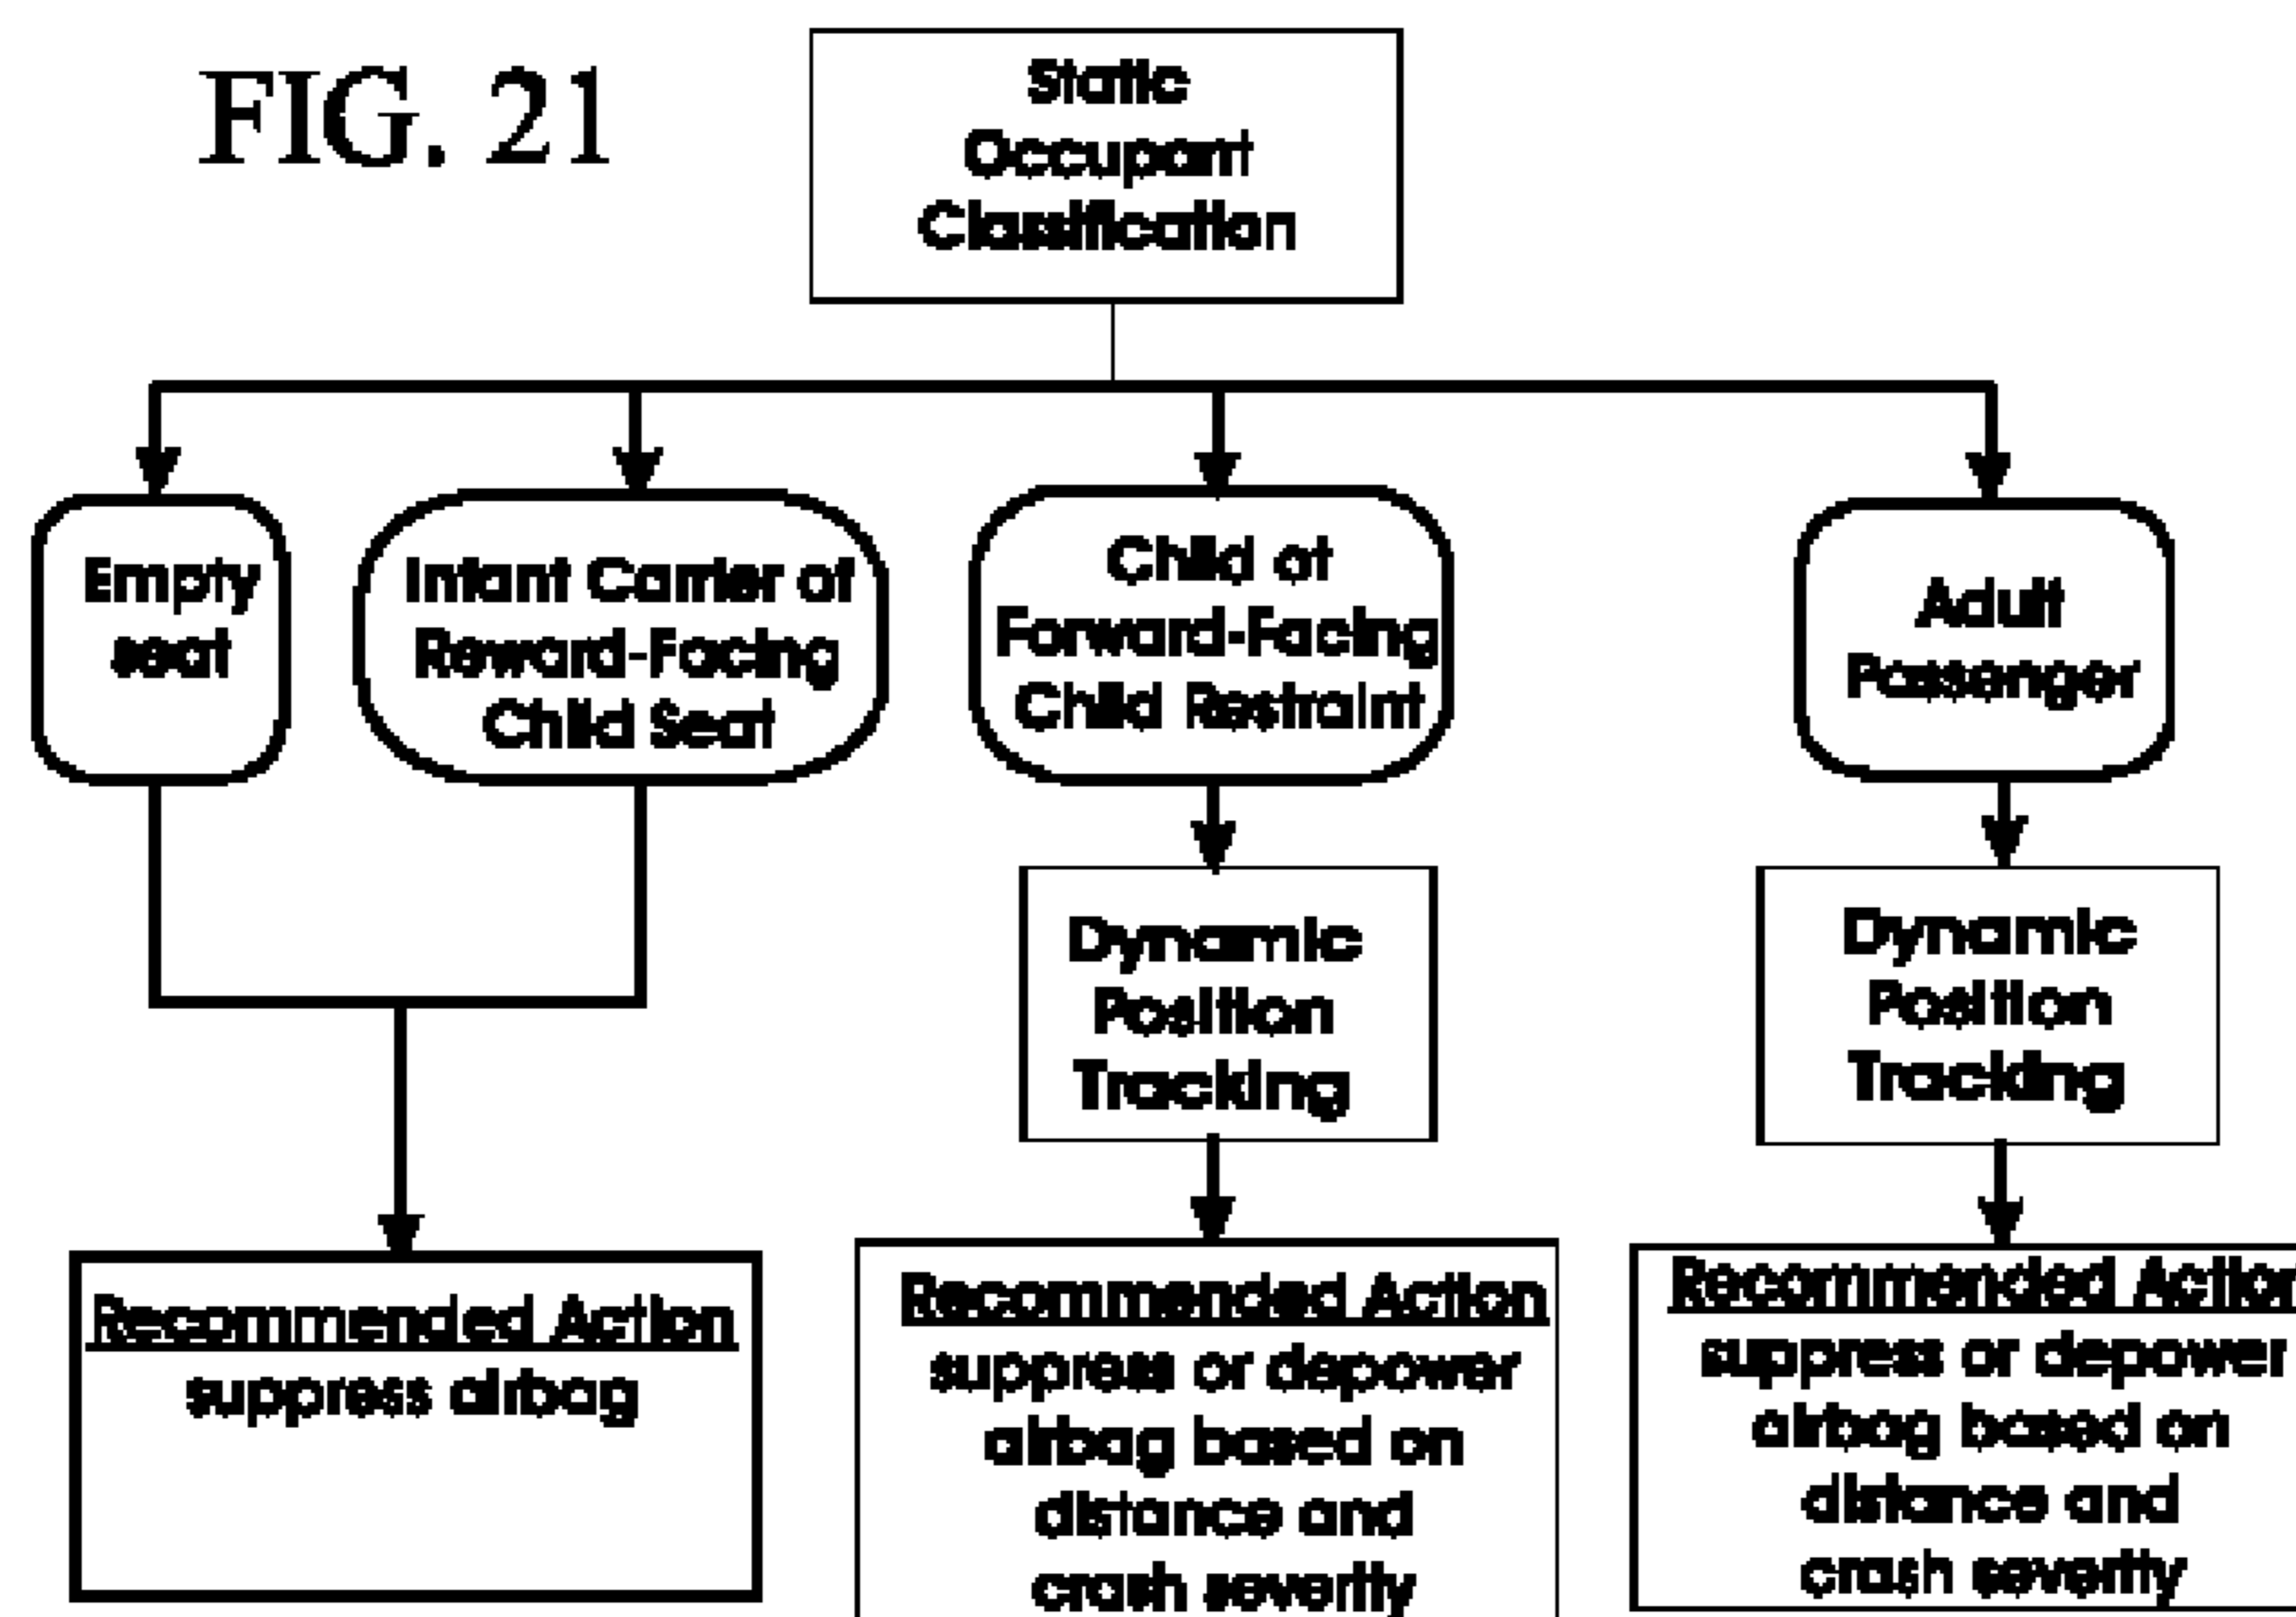 FIG. 21
Static
Occupant
Classification
Empty
seat
Infant Carrier or
Rearward-Facing
Child Seat
Child or
Forward-Facing
Child Restraint
Adult
Passenger
Dynamic
Position
Tracking
Dynamic
Position
Tracking
Recommended Action
suppress airbag
Recommended Action
suppress or depower
airbag based on
distance and
crash severity
Recommended Action
suppress or depower
airbag based on
distance and
crash severity